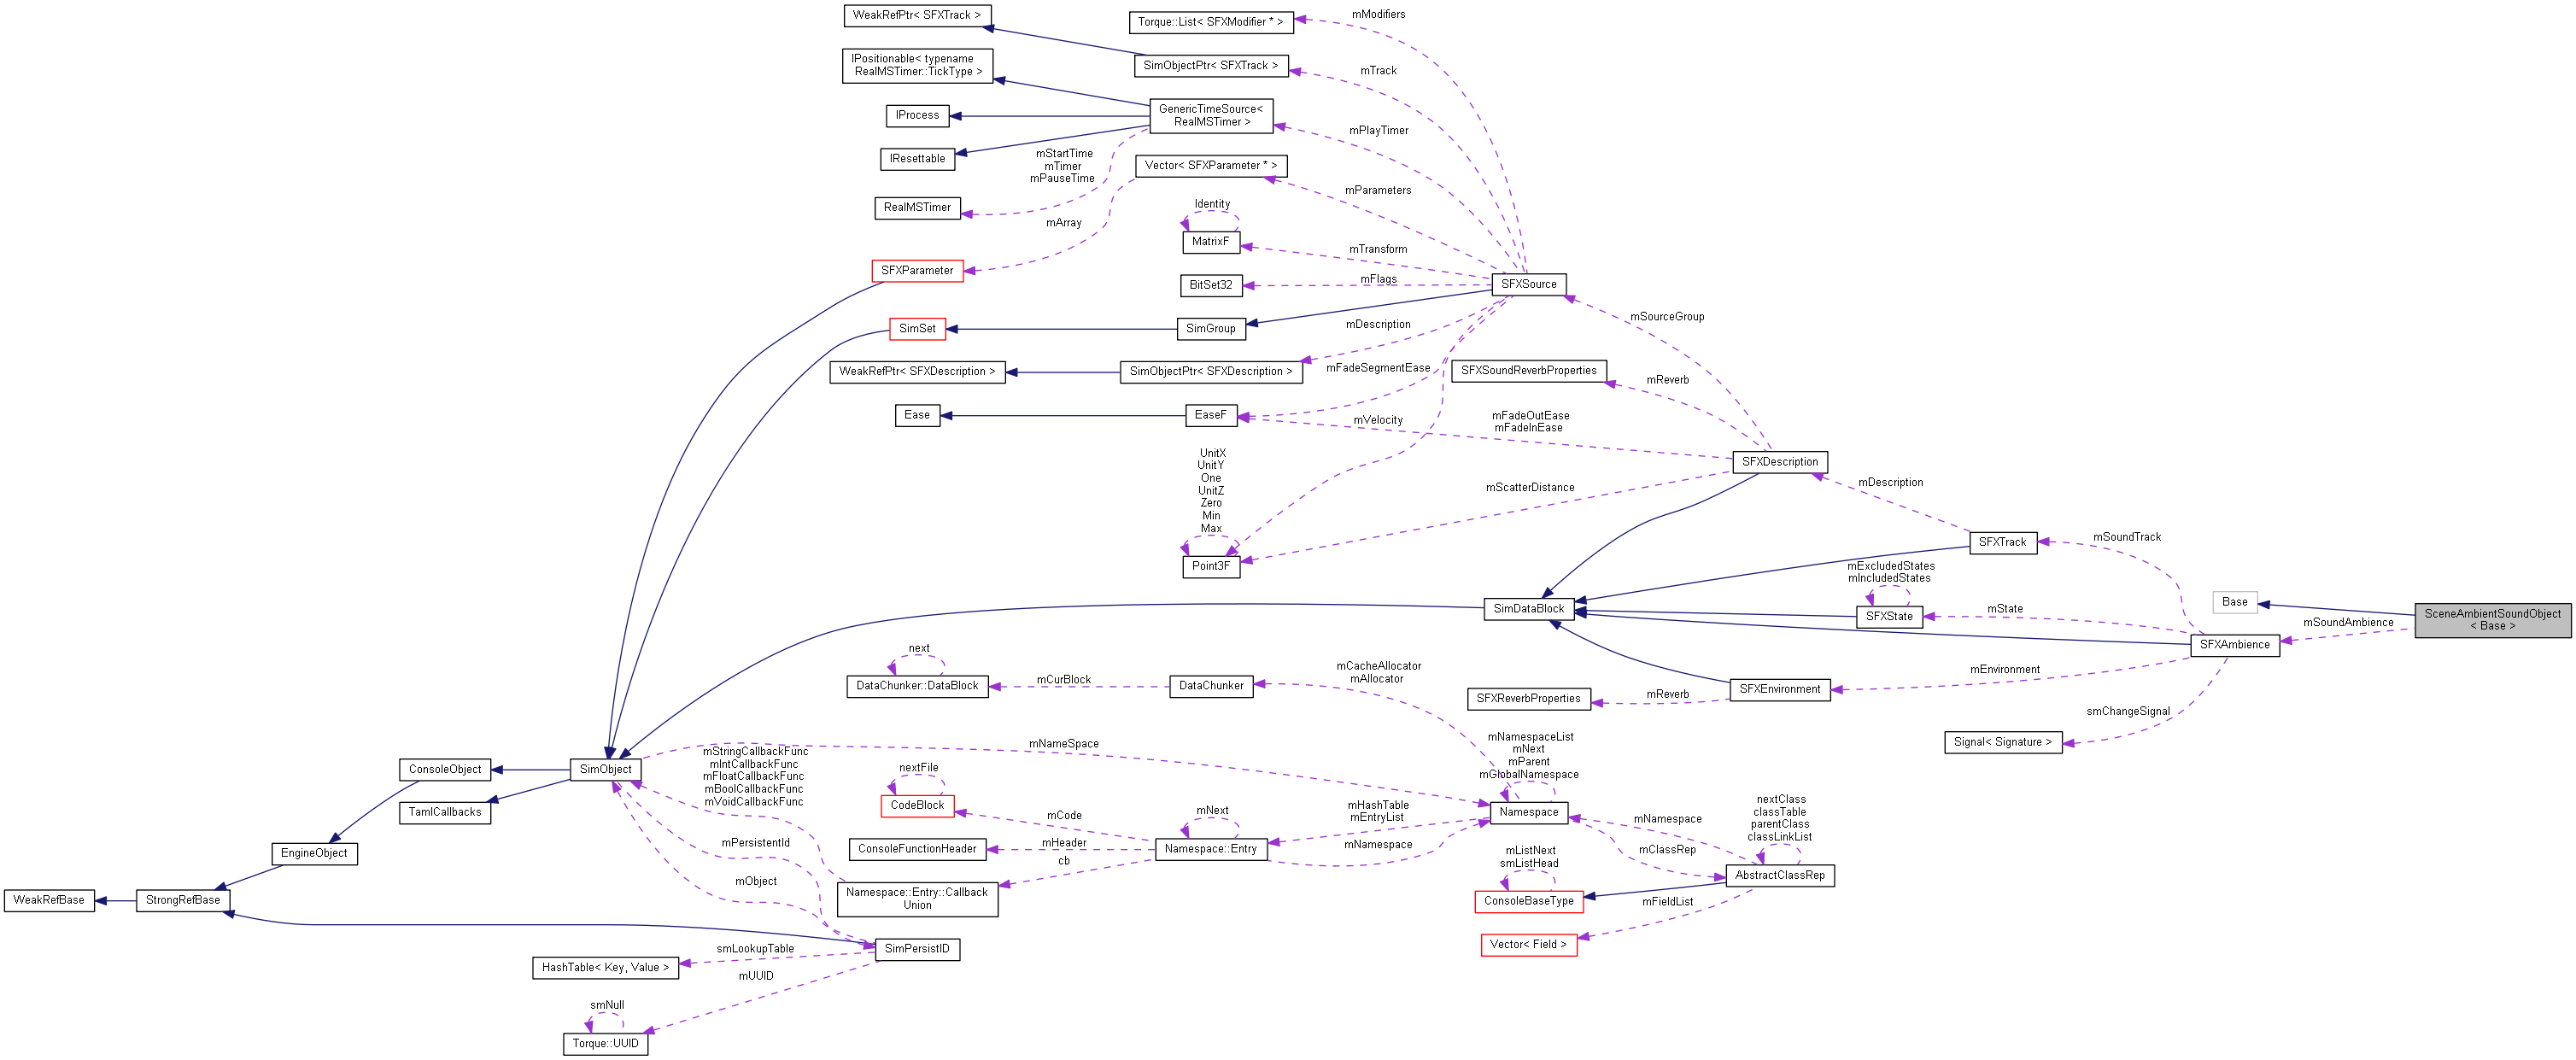 WeakRefPtr< SFXTrack >
Torque::List< SFXModifier * >
mModifiers
IPositionable< typename
RealMSTimer::TickType >
SimObjectPtr< SFXTrack >
mTrack
IProcess
GenericTimeSource<
RealMSTimer >
mPlayTimer
IResettable
mStartTime
mTimer
mPauseTime
Vector< SFXParameter * >
mParameters
RealMSTimer
mArray
Identity
MatrixF
mTransform
SFXParameter
BitSet32
mFlags
SFXSource
SimSet
SimGroup
mDescription
mSourceGroup
WeakRefPtr< SFXDescription >
SimObjectPtr< SFXDescription >
mFadeSegmentEase
SFXSoundReverbProperties
mReverb
Ease
EaseF
mVelocity
mFadeOutEase
mFadeInEase
UnitX
UnitY
One
UnitZ
Zero
Min
Max
Point3F
mScatterDistance
SFXDescription
mDescription
SFXTrack
mSoundTrack
mExcludedStates
mIncludedStates
SimDataBlock
SFXState
mState
Base
SceneAmbientSoundObject
< Base >
mSoundAmbience
SFXAmbience
next
DataChunker::DataBlock
mCurBlock
DataChunker
mCacheAllocator
mAllocator
SFXReverbProperties
mReverb
SFXEnvironment
mEnvironment
smChangeSignal
Signal< Signature >
ConsoleObject
SimObject
TamlCallbacks
mStringCallbackFunc
mIntCallbackFunc
mFloatCallbackFunc
mBoolCallbackFunc
mVoidCallbackFunc
mNameSpace
nextFile
CodeBlock
mCode
mNext
mHashTable
mEntryList
mNamespaceList
mNext
mParent
mGlobalNamespace
Namespace
mNamespace
nextClass
classTable
parentClass
classLinkList
EngineObject
mPersistentId
ConsoleFunctionHeader
mHeader
cb
Namespace::Entry
mNamespace
mClassRep
AbstractClassRep
WeakRefBase
StrongRefBase
mObject
Namespace::Entry::Callback
Union
mListNext
smListHead
ConsoleBaseType
mFieldList
Vector< Field >
SimPersistID
smLookupTable
HashTable< Key, Value >
mUUID
smNull
Torque::UUID